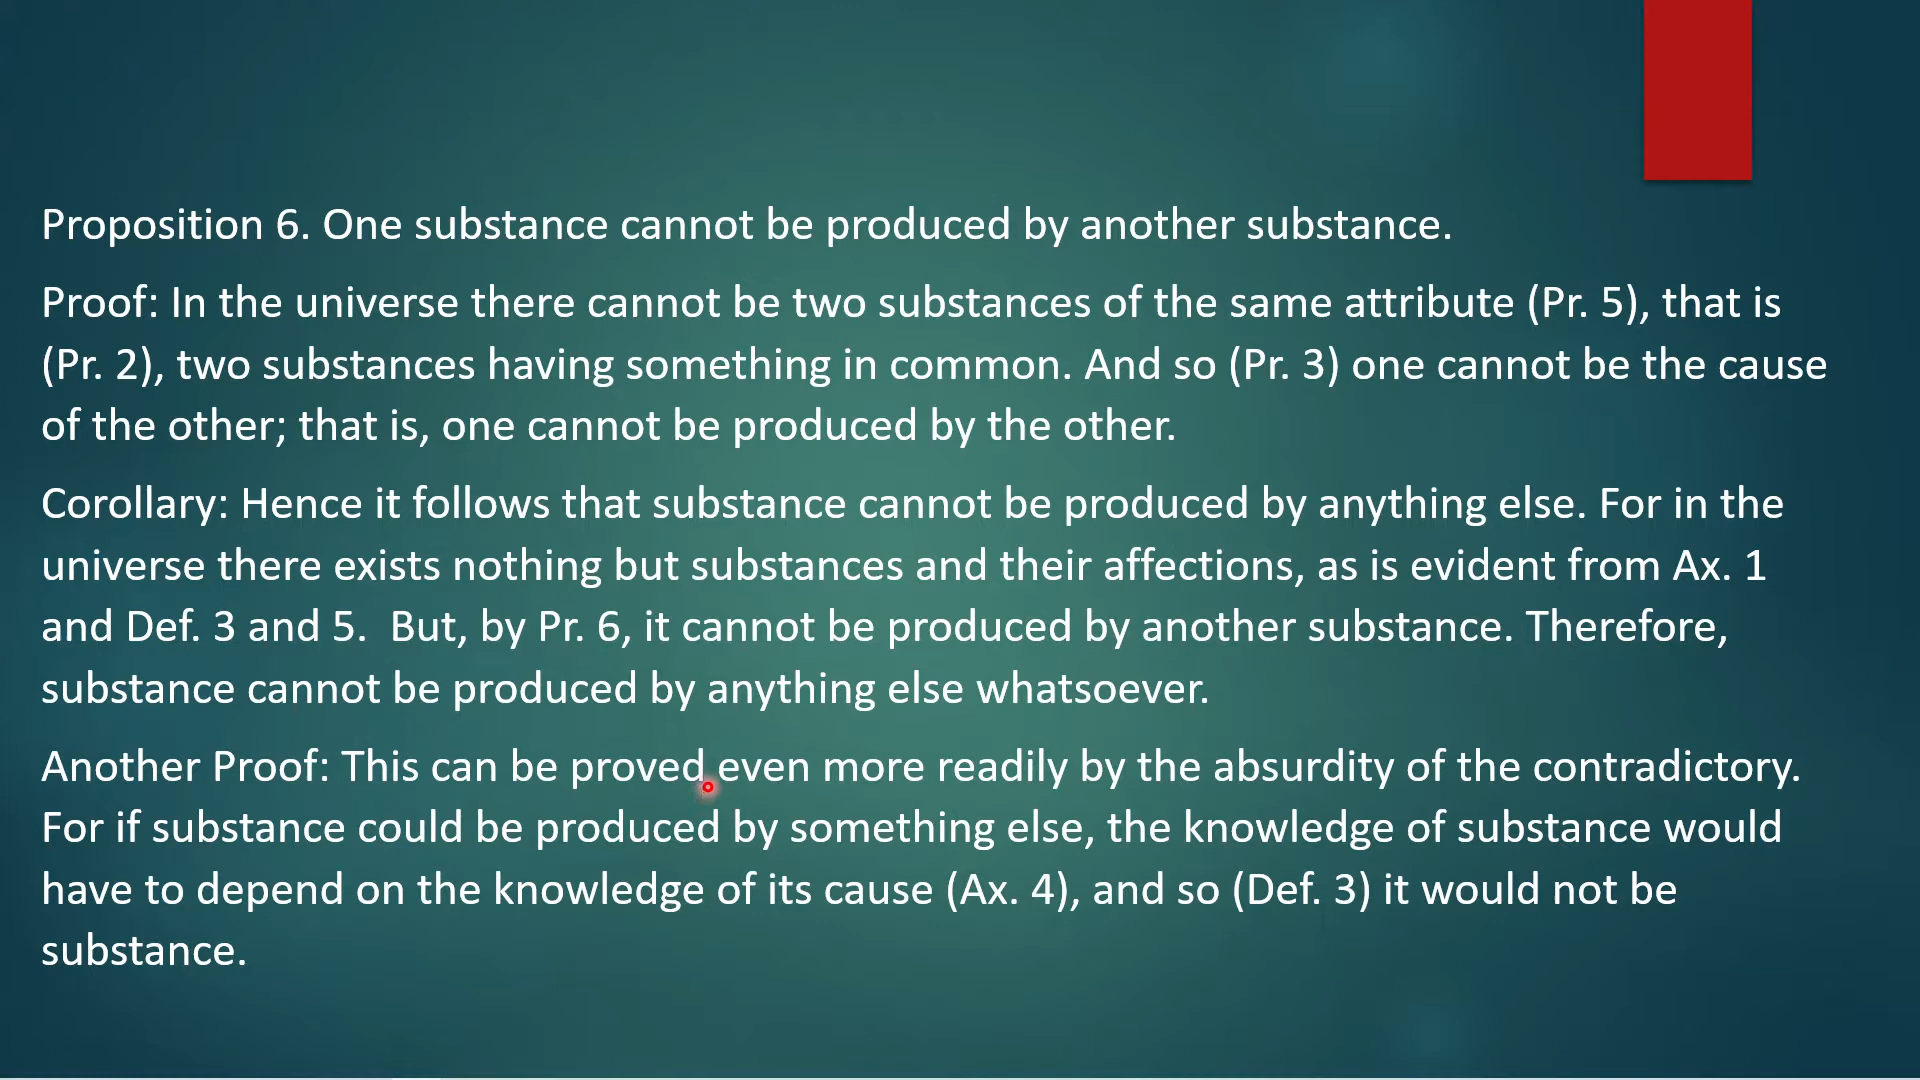 Proposition 6. One substance cannot be produced by another substance.
Proof: In the universe there cannot be two substances of the same attribute (Pr. 5), that is
(Pr. 2), two substances having something in common. And so (Pr. 3) one cannot be the cause
of the other; that is, one cannot be produced by the other.
Corollary: Hence it follows that substance cannot be produced by anything else. For in the
universe there exists nothing but substances and their affections, as is evident from Ax. 1
and Def. 3 and 5.  But, by Pr. 6, it cannot be produced by another substance. Therefore,
substance cannot be produced by anything else whatsoever.
Another Proof: This can be proved even more readily by the absurdity of the contradictory.
For if substance could be produced by something else, the knowledge of substance would
have to depend on the knowledge of its cause (Ax. 4), and so (Def. 3) it would not be
substance.